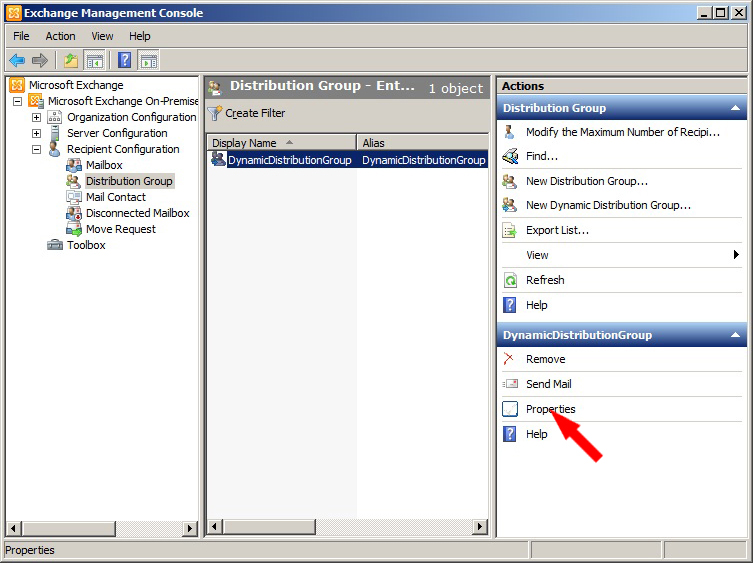 Exchange Management Console
File Action View Help
Microsoft Exchange
Microsoft Exchange On-Premise
Organization Configuration
Server Configuration
Recipient Configuration
Mailbox
Distribution Group
Mail Contact
Disconnected Mailbox
Move Request
Toolbox
Distribution Group - Ent... 1 object
Create Filter
Display Name Alias
DynamicDistributionGroup DynamicDistributionGroup
Actions
Distribution Group
Modify the Maximum Number of Recipi...
Find...
New Distribution Group...
New Dynamic Distribution Group...
Export List...
View
Refresh
Help
DynamicDistributionGroup
Remove
Send Mail
Properties
Help
Properties